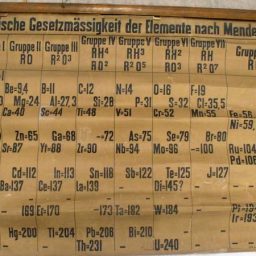 ische Gesetzmässigkeit der Elemente nach Mende
I Gruppe II Gruppe III Gruppe IV Gruppe V Gruppe VI Gruppe VII
RO R²O³ RH⁴ RH³ RH² RH
RO² R²O⁵ RO³ R²O⁷
Be=9,4 B=11 C=12 N=14 O=16 F=19
Mg=24 Al=27,3 Si=28 P=31 S=32 Cl=35,5
Ca=40 Ti=48 V=51 Cr=52 Mn=55 Fe=56
Ni=59,
Zn=65 Ga=68 --72 As=75 Se=79 Br=80
Sr=87 Yt=88 Zr=90 Nb=94 Mo=96 --100 Ru=104
Pd=106
Cd=112 In=113 Sn=118 Sb=122 Te=125 J=127
Ba=137 Ce=137 La=139 Di=145?
169 Er=170 --173 Ta=182 W=184
Ir=193
Hg=200 Tl=204 Pb=206 Bi=210
Th=231 U=240